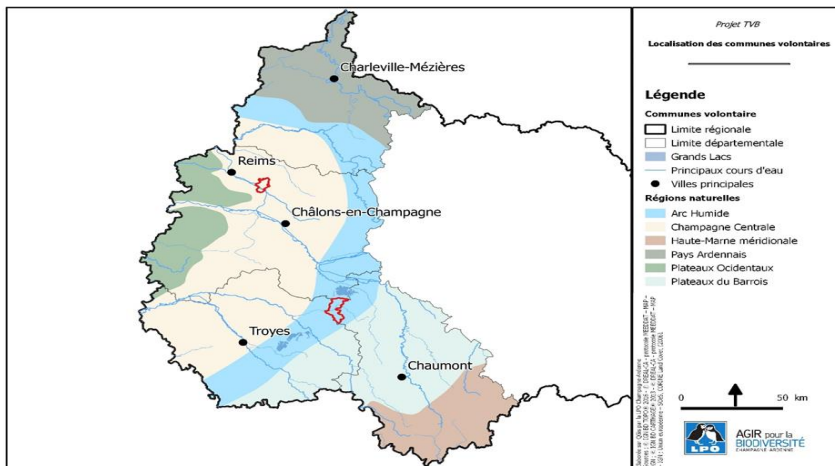 Projet TVB
Localisation des communes volontaires
Charleville-Mézières
Reims
Châlons-en-Champagne
Troyes
Chaumont
Légende
Communes volontaire
Limite régionale
Limite départementale
Grands Lacs
Principaux cours d'eau
Villes principales
Régions naturelles
Arc Humide
Champagne Centrale
Haute-Marne méridionale
Pays Ardennais
Plateaux Ocidentaux
Plateaux du Barrois
0 50 km
LPO
AGIR pour la
BIODIVERSITÉ
CHAMPAGNE-ARDENNE